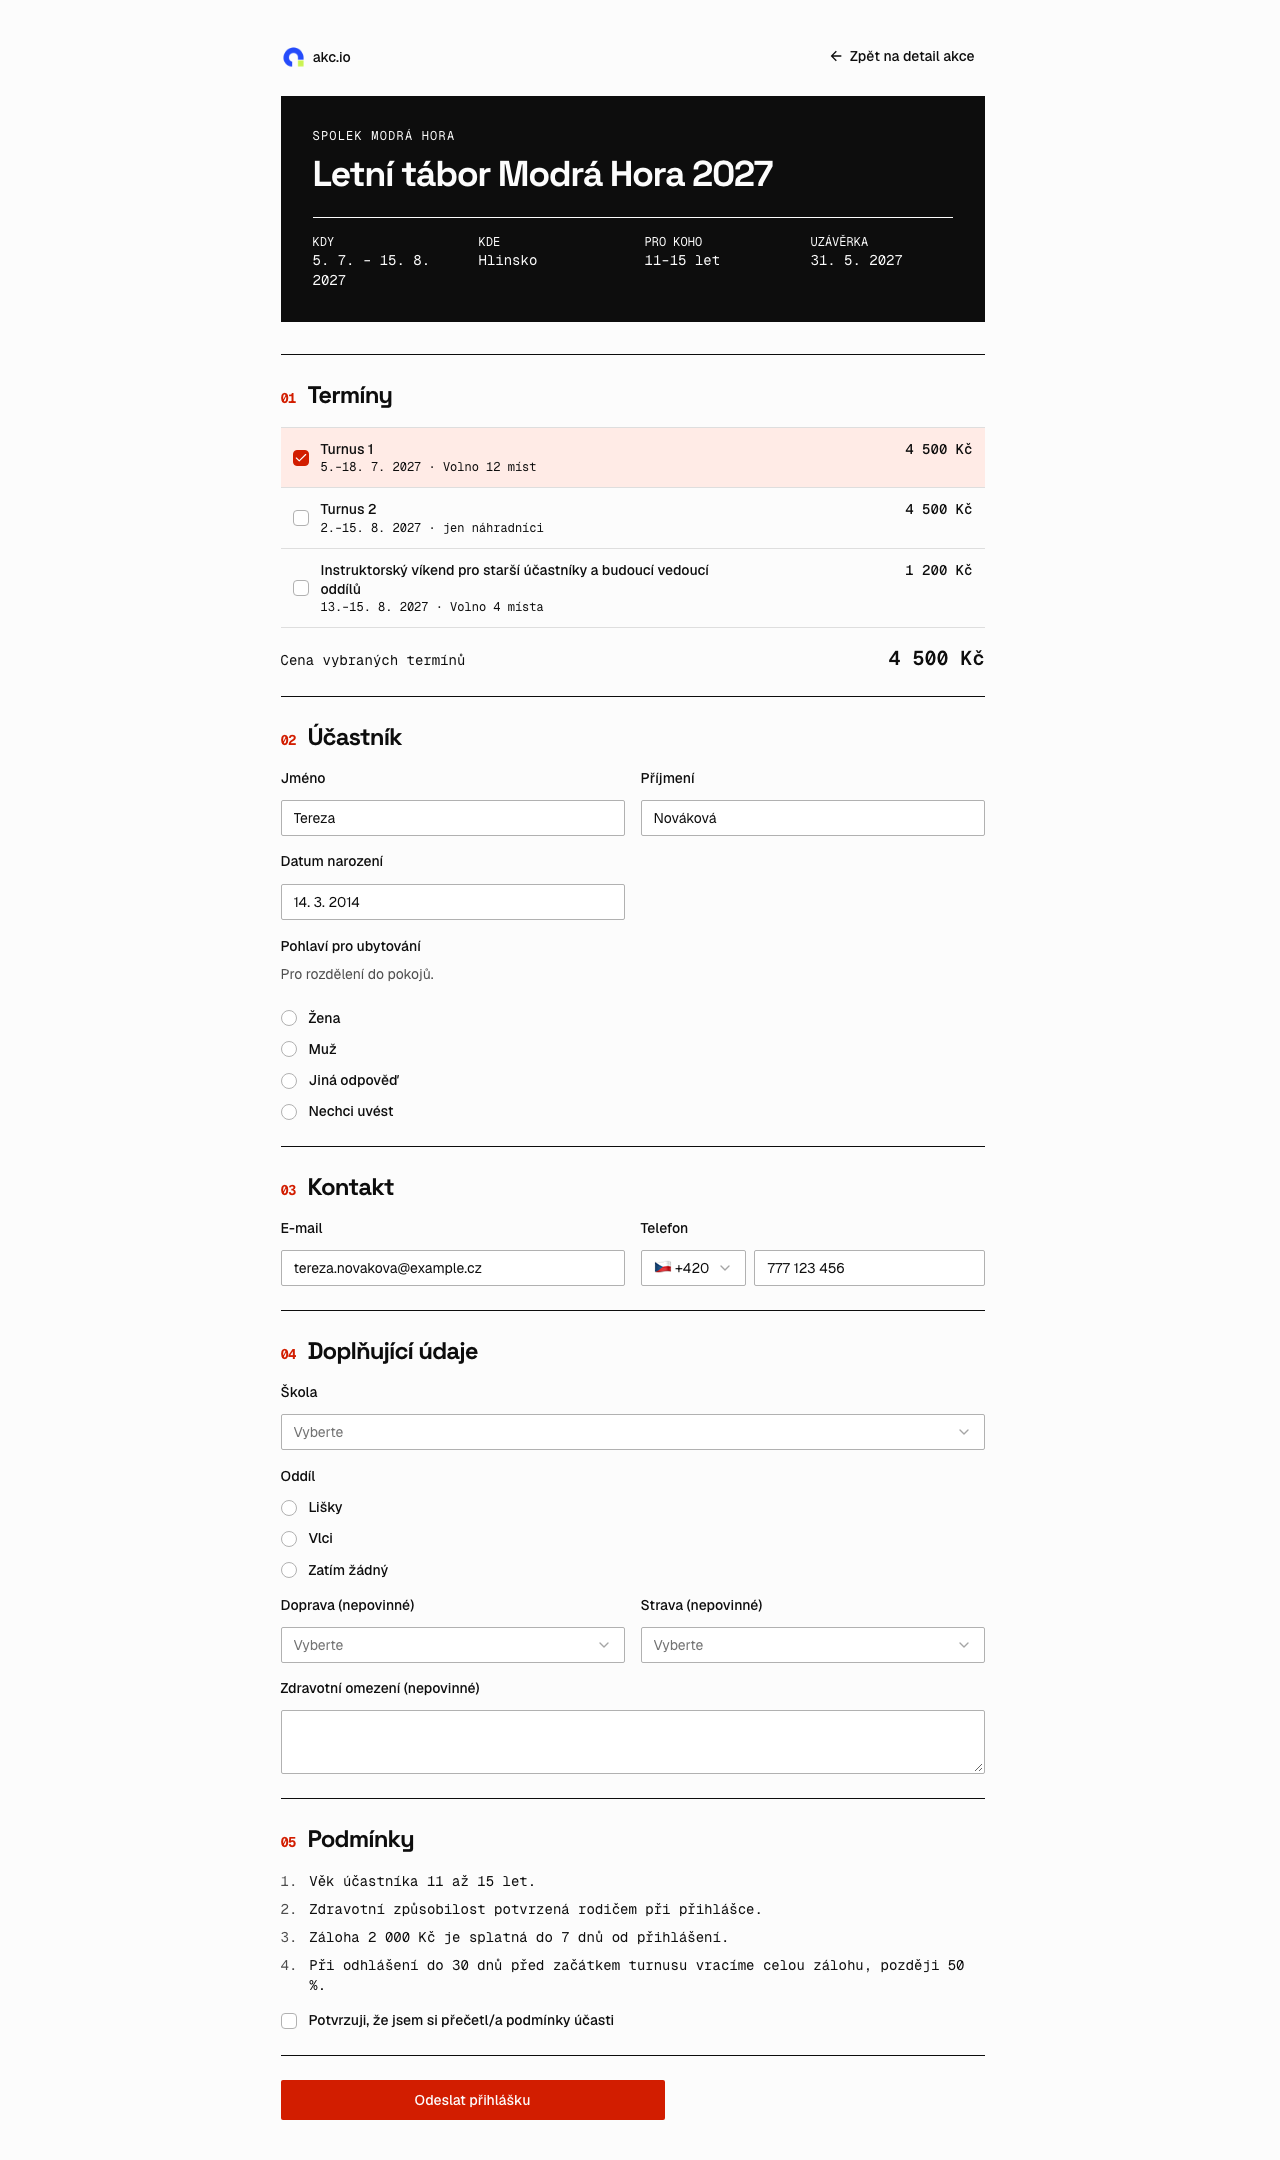 akc.io
← Zpět na detail akce
SPOLEK MODRÁ HORA
Letní tábor Modrá Hora 2027
KDY
5. 7. – 15. 8.
2027
KDE
Hlinsko
PRO KOHO
11–15 let
UZÁVĚRKA
31. 5. 2027
01 Termíny
Turnus 1
4 500 Kč
5.–18. 7. 2027 · Volno 12 míst
Turnus 2
4 500 Kč
2.–15. 8. 2027 · jen náhradníci
Instruktorský víkend pro starší účastníky a budoucí vedoucí
oddílů
1 200 Kč
13.–15. 8. 2027 · Volno 4 místa
Cena vybraných termínů
4 500 Kč
02 Účastník
Jméno
Tereza
Příjmení
Nováková
Datum narození
14. 3. 2014
Pohlaví pro ubytování
Pro rozdělení do pokojů.
Žena
Muž
Jiná odpověď
Nechci uvést
03 Kontakt
E-mail
tereza.novakova@example.cz
Telefon
+420
777 123 456
04 Doplňující údaje
Škola
Vyberte
Oddíl
Lišky
Vlci
Zatím žádný
Doprava (nepovinné)
Vyberte
Strava (nepovinné)
Vyberte
Zdravotní omezení (nepovinné)
05 Podmínky
1. Věk účastníka 11 až 15 let.
2. Zdravotní způsobilost potvrzená rodičem při přihlášce.
3. Záloha 2 000 Kč je splatná do 7 dnů od přihlášení.
4. Při odhlášení do 30 dnů před začátkem turnusu vracíme celou zálohu, později 50
%.
Potvrzuji, že jsem si přečetl/a podmínky účasti
Odeslat přihlášku